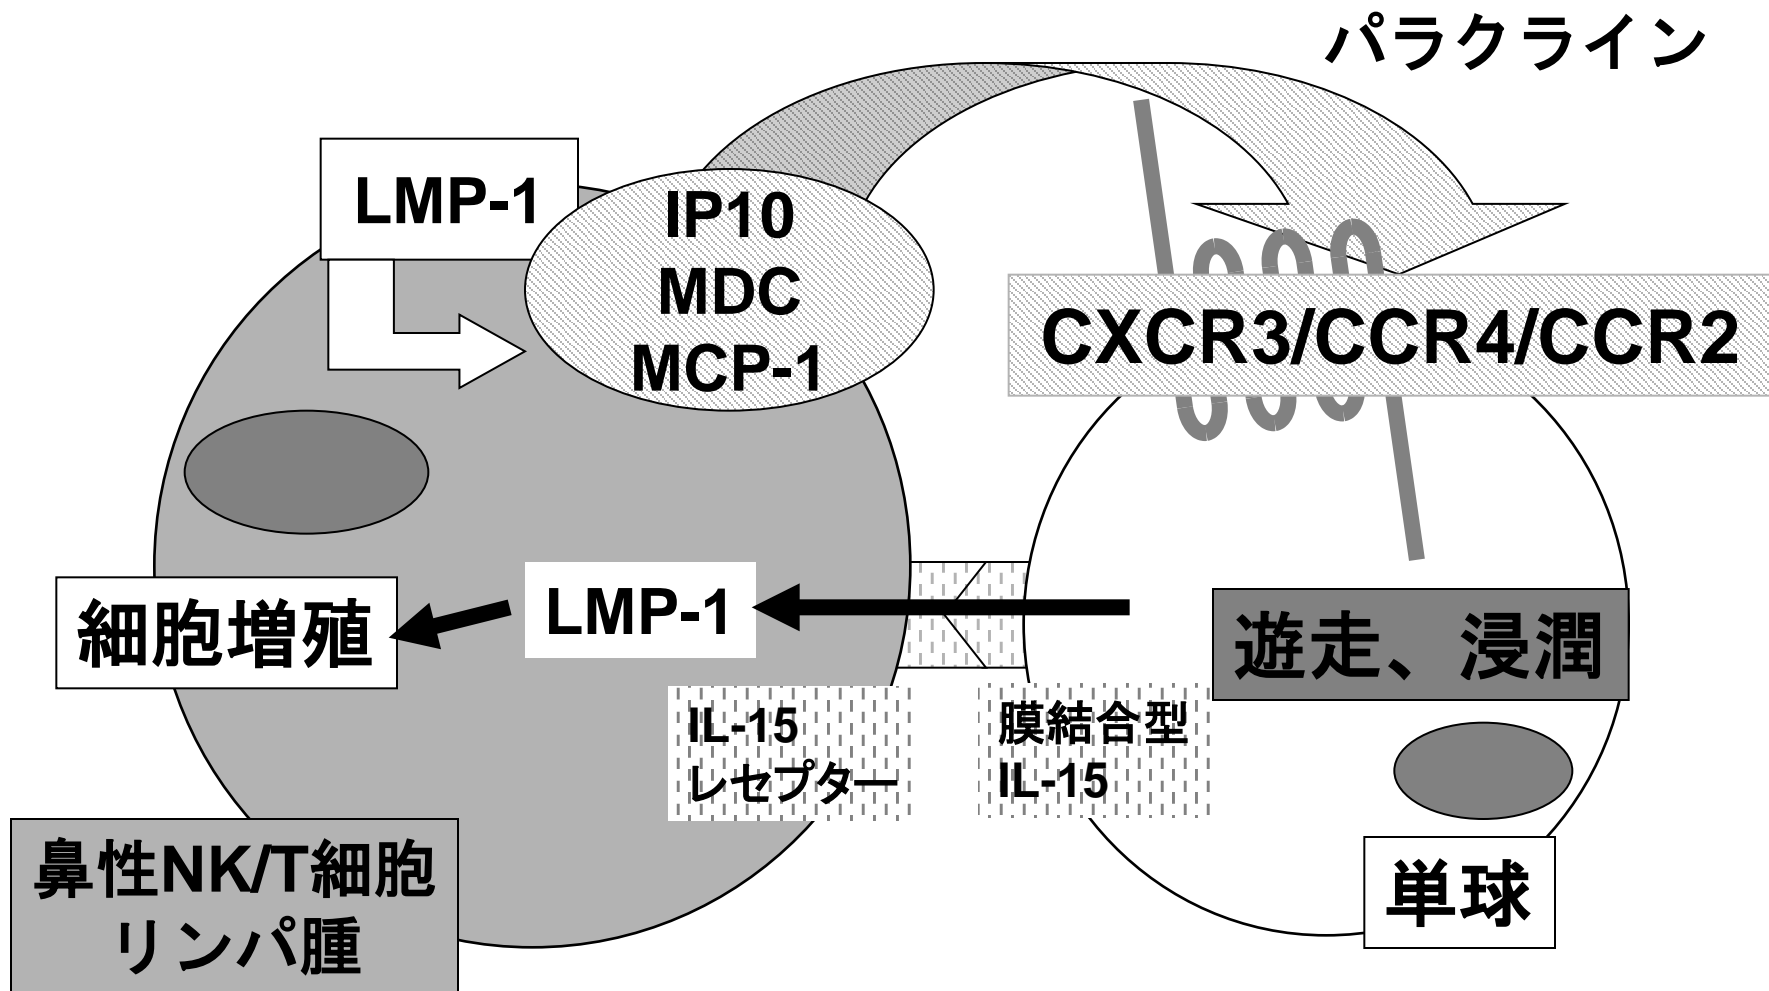 パラクライン
LMP-1
IP10
MDC
MCP-1
CXCR3/CCR4/CCR2
細胞増殖
LMP-1
遊走、浸潤
IL-15
レセプター
膜結合型
IL-15
鼻性NK/T細胞
リンパ腫
単球